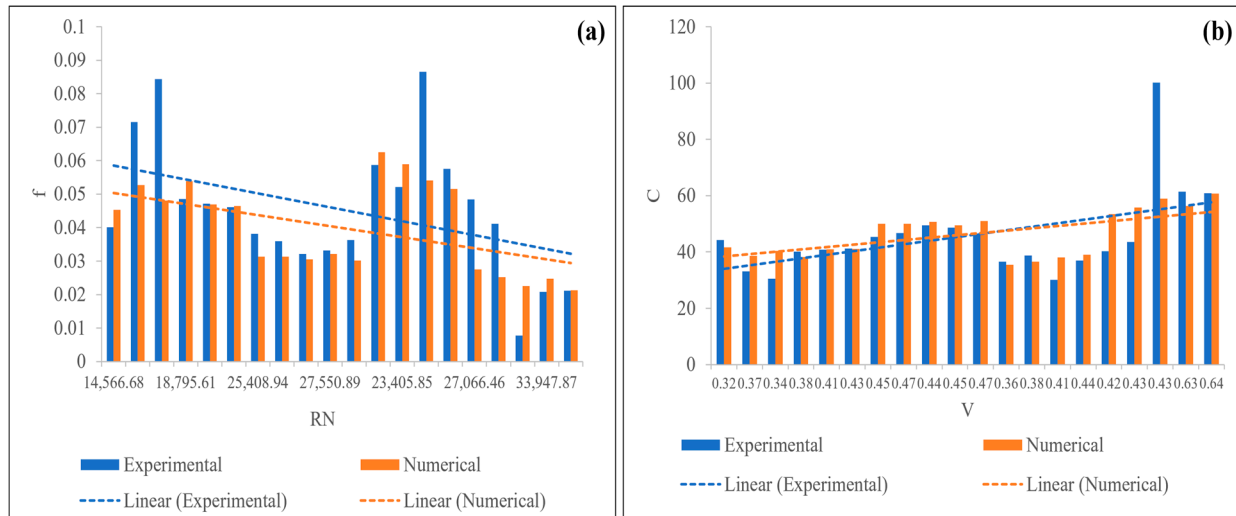 (a)
0.1
0.09
0.08
0.07
0.06
0.05
0.04
0.03
0.02
0.01
0
f
14,566.68 18,795.61 25,408.94 27,550.89 23,405.85 27,066.46 33,947.87
RN
Experimental Numerical
Linear (Experimental) Linear (Numerical)
(b)
120
100
80
60
40
20
0
C
0.32 0.37 0.34 0.38 0.41 0.43 0.45 0.47 0.44 0.45 0.47 0.36 0.38 0.41 0.44 0.42 0.43 0.43 0.63 0.64
V
Experimental Numerical
Linear (Experimental) Linear (Numerical)